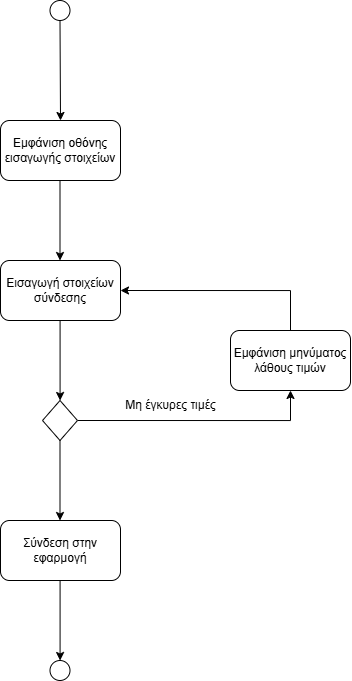 Εμφάνιση οθόνης
εισαγωγής στοιχείων
Εισαγωγή στοιχείων
σύνδεσης
Εμφάνιση μηνύματος
λάθους τιμών
Μη έγκυρες τιμές
Σύνδεση στην
εφαρμογή